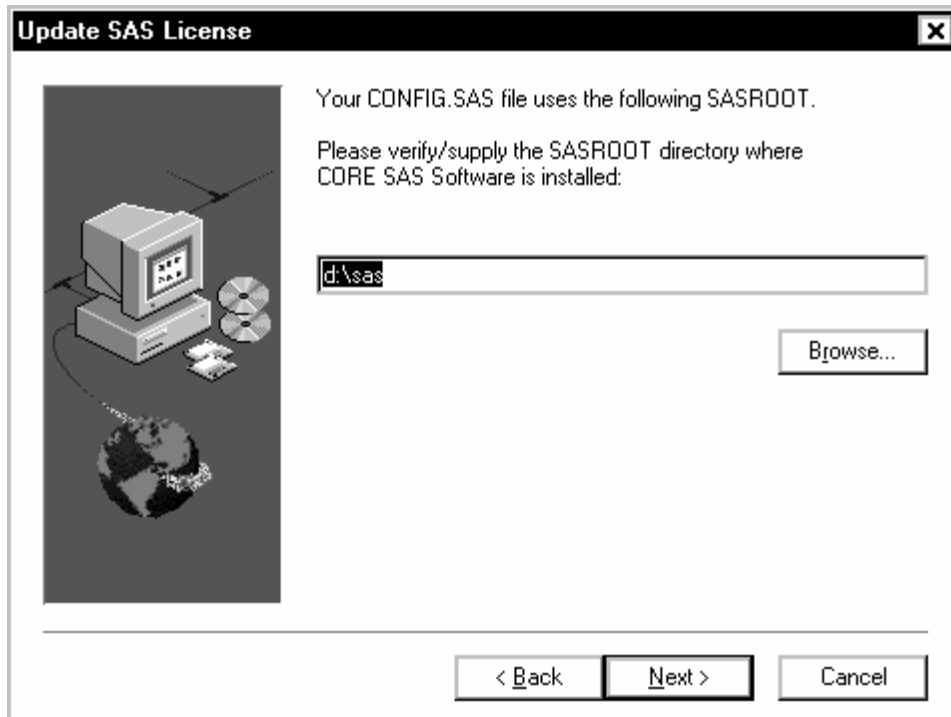 Update SAS License
Your CONFIG.SAS file uses the following SASROOT.
Please verify/supply the SASROOT directory where
CORE SAS Software is installed:
d:\sas
Browse...
< Back
Next >
Cancel